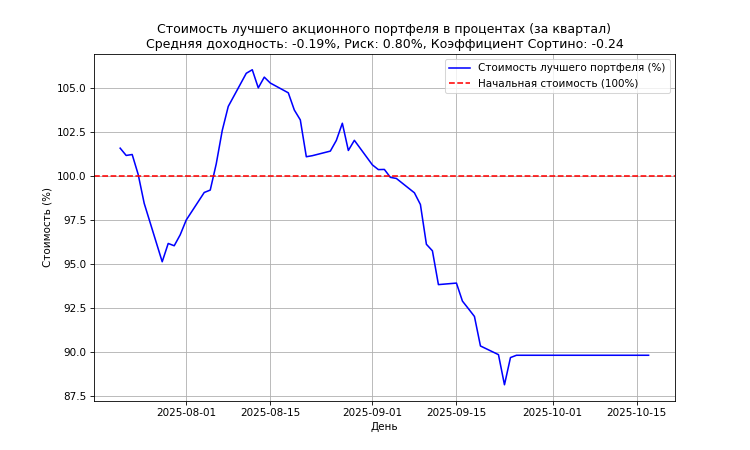 Стоимость лучшего акционного портфеля в процентах (за квартал)
Средняя доходность: -0.19%, Риск: 0.80%, Коэффициент Сортино: -0.24
Стоимость лучшего портфеля (%)
Начальная стоимость (100%)
Стоимость (%)
105.0
102.5
100.0
97.5
95.0
92.5
90.0
87.5
2025-08-01
2025-08-15
2025-09-01
2025-09-15
2025-10-01
2025-10-15
День